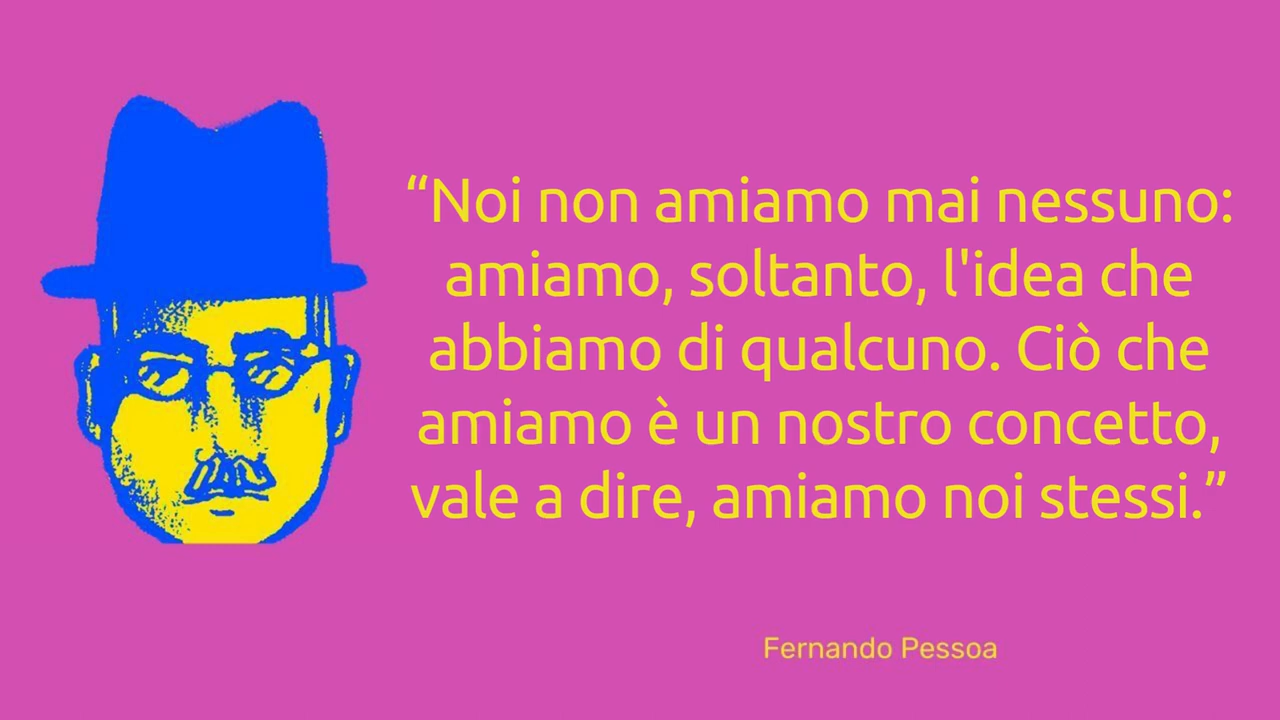 “Noi non amiamo mai nessuno:
amiamo, soltanto, l'idea che
abbiamo di qualcuno. Ciò che
amiamo è un nostro concetto,
vale a dire, amiamo noi stessi.”
Fernando Pessoa